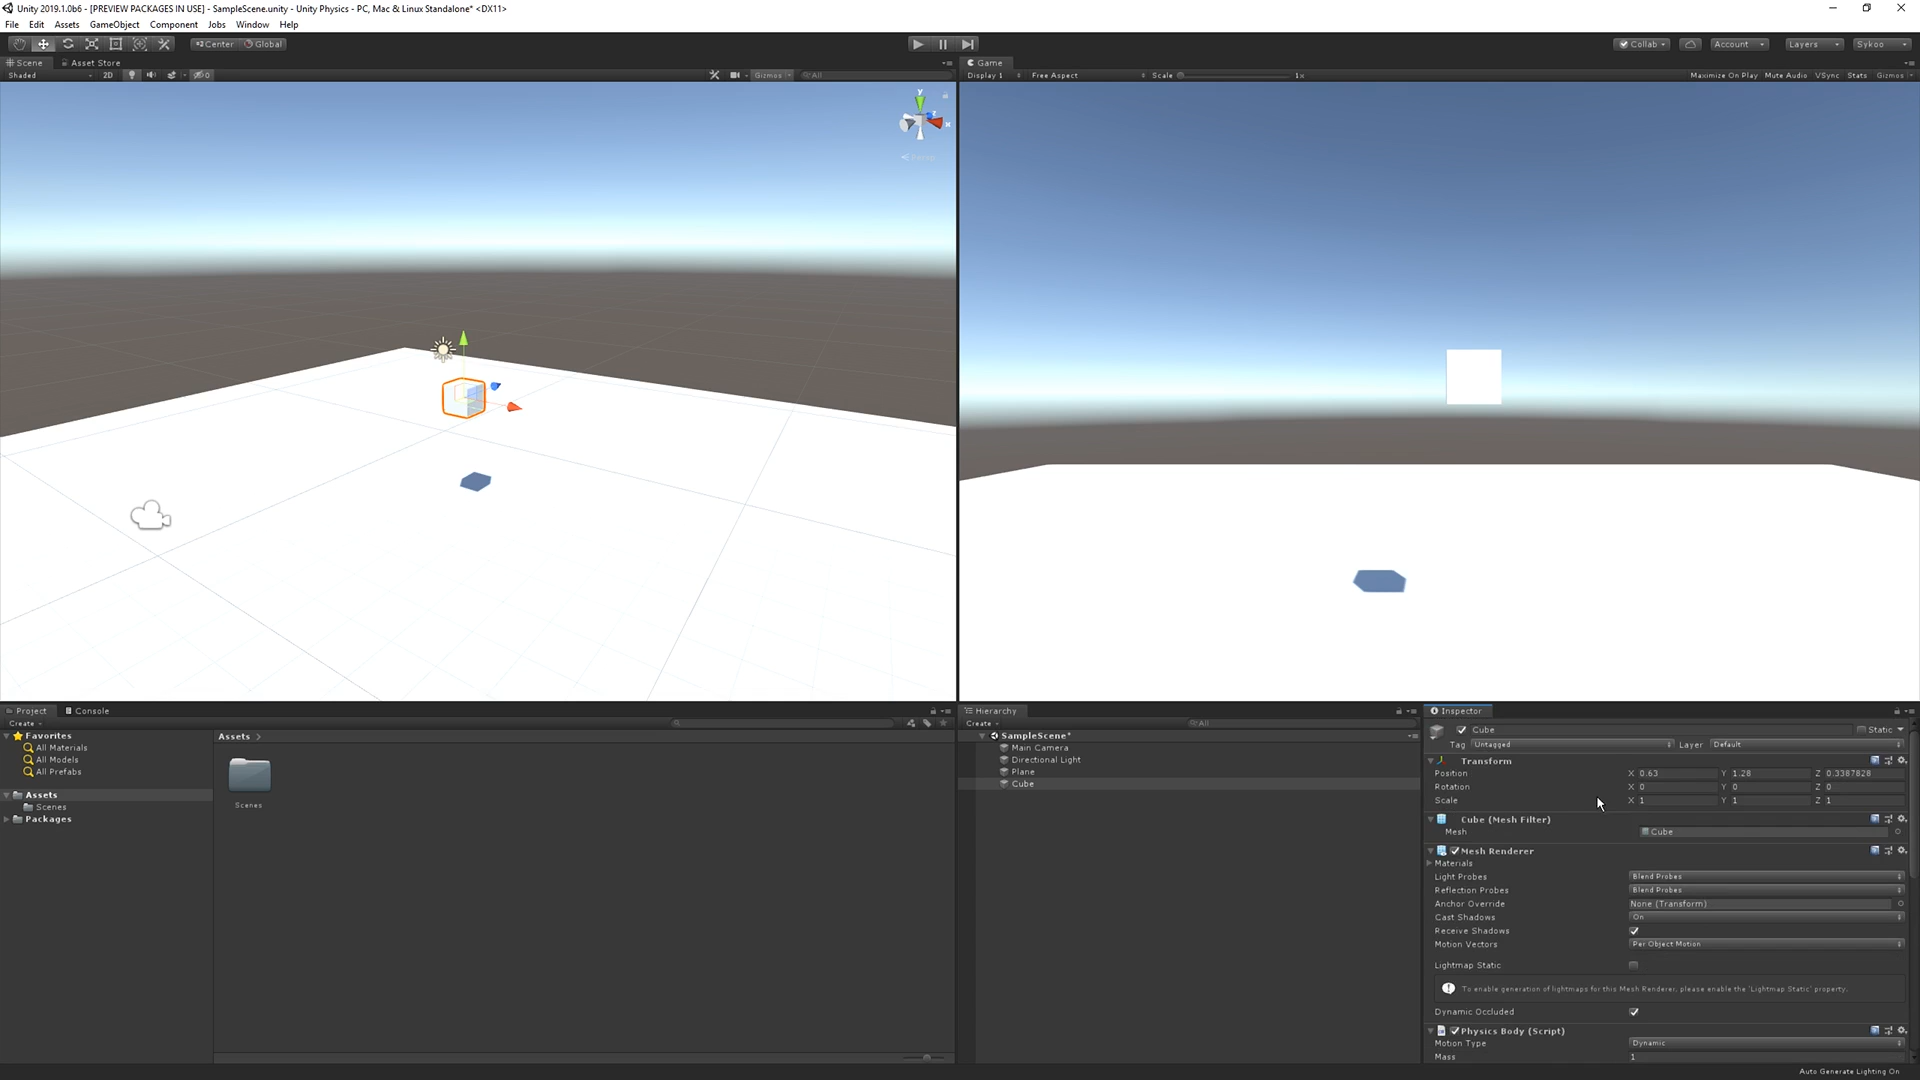 Unity 2019.1.0b6 - [PREVIEW PACKAGES IN USE] - SampleScene.unity - Unity Physics - PC, Mac & Linux Standalone* <DX11>
File Edit Assets GameObject Component Jobs Window Help
Center Global
Collab Account Layers Sykoo
Scene Asset Store
Shaded 2D 0 Gizmos All
y
z
x
Persp
Game
Display 1 Free Aspect Scale 1x Maximize On Play Mute Audio VSync Stats Gizmos
Project Console
Create
Favorites
All Materials
All Models
All Prefabs
Assets
Scenes
Packages
Assets
Scenes
Hierarchy
Create All
SampleScene*
Main Camera
Directional Light
Plane
Cube
Inspector
Cube Static
Tag Untagged Layer Default
Transform
Position X 0.63 Y 1.28 Z 0.3387828
Rotation X 0 Y 0 Z 0
Scale X 1 Y 1 Z 1
Cube (Mesh Filter)
Mesh Cube
Mesh Renderer
Materials
Light Probes Blend Probes
Reflection Probes Blend Probes
Anchor Override None (Transform)
Cast Shadows On
Receive Shadows
Motion Vectors Per Object Motion
Lightmap Static
To enable generation of lightmaps for this Mesh Renderer, please enable the 'Lightmap Static' property.
Dynamic Occluded
Physics Body (Script)
Motion Type Dynamic
Mass 1
Auto Generate Lighting On